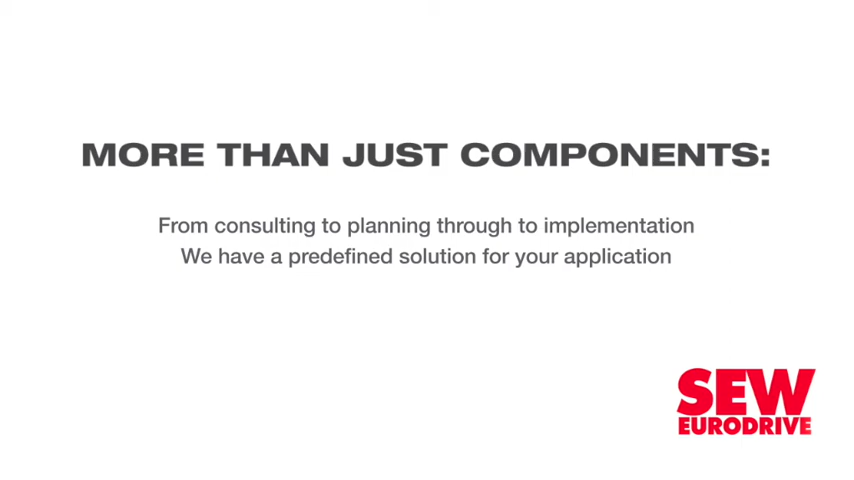 MORE THAN JUST COMPONENTS:
From consulting to planning through to implementation
We have a predefined solution for your application
SEW
EURODRIVE